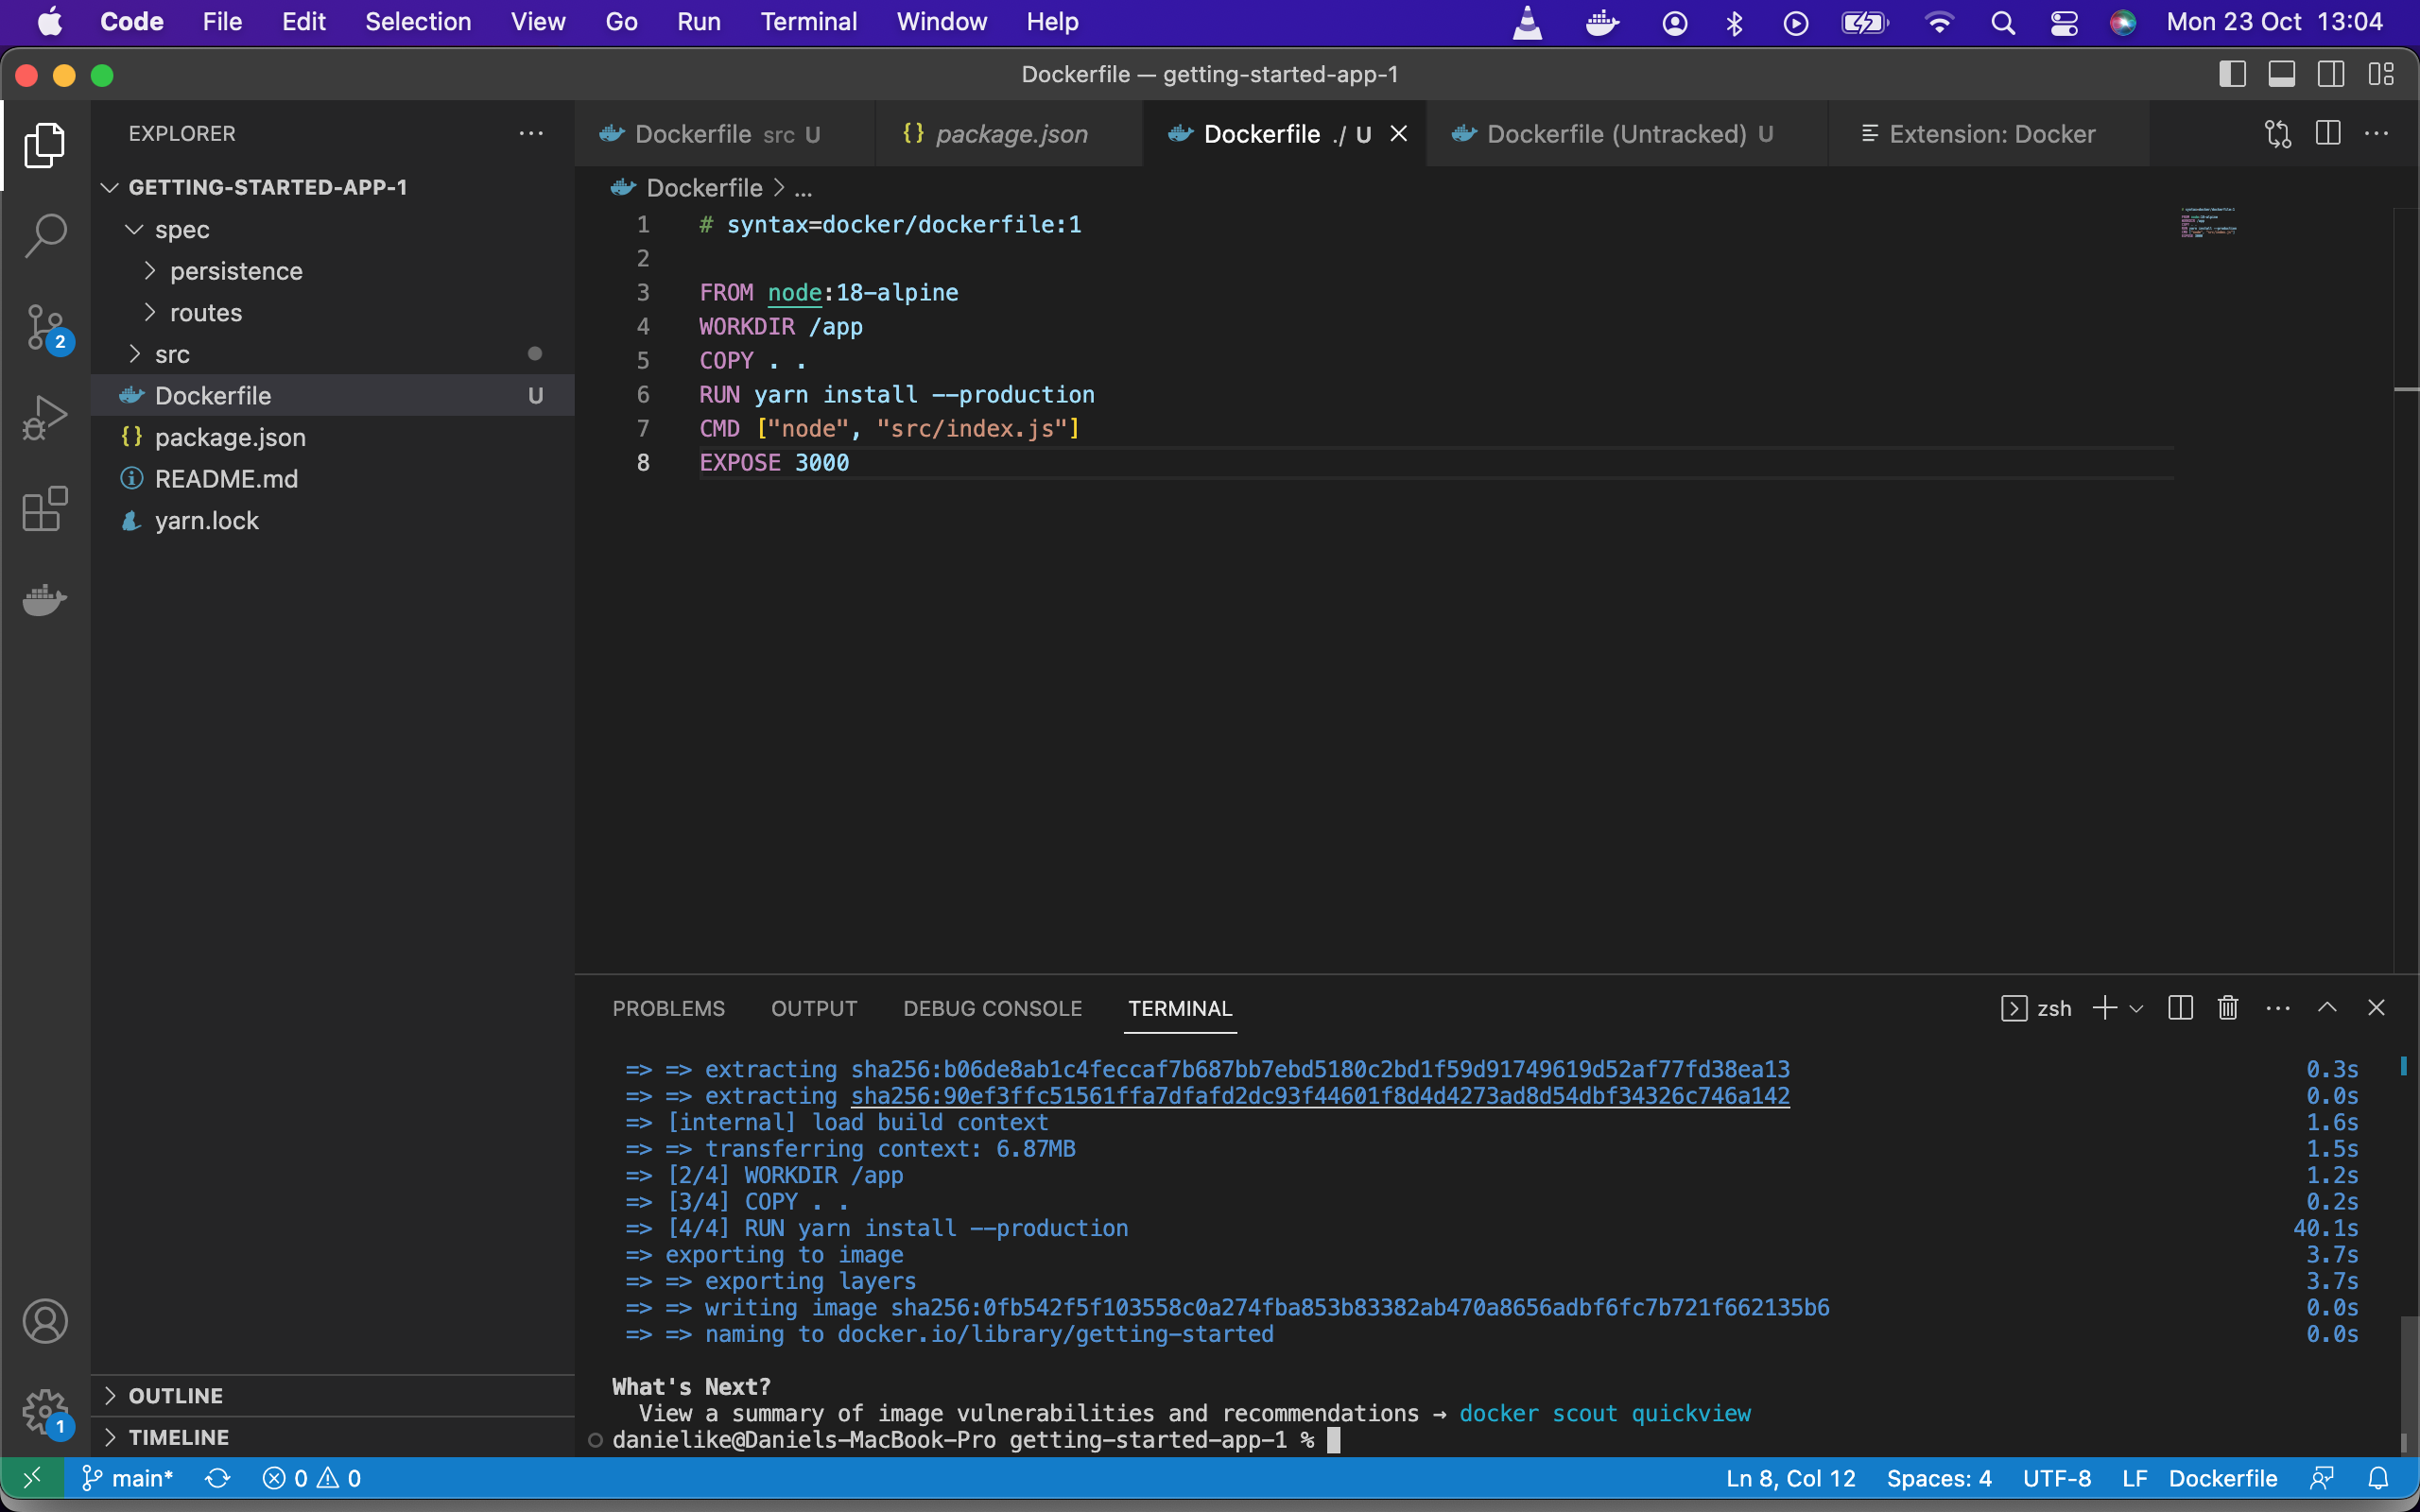 Code File Edit Selection View Go Run Terminal Window Help Mon 23 Oct 13:04
Dockerfile — getting-started-app-1
EXPLORER
GETTING-STARTED-APP-1
spec
persistence
routes
src
Dockerfile U
package.json
README.md
yarn.lock
OUTLINE
TIMELINE
2
1
Dockerfile src U
package.json
Dockerfile ./ U
Dockerfile (Untracked) U
Extension: Docker
Dockerfile > ...
1 # syntax=docker/dockerfile:1
2
3 FROM node:18-alpine
4 WORKDIR /app
5 COPY . .
6 RUN yarn install --production
7 CMD ["node", "src/index.js"]
8 EXPOSE 3000
PROBLEMS OUTPUT DEBUG CONSOLE TERMINAL zsh
=> => extracting sha256:b06de8ab1c4feccaf7b687bb7ebd5180c2bd1f59d91749619d52af77fd38ea13 0.3s
=> => extracting sha256:90ef3ffc51561ffa7dfafd2dc93f44601f8d4d4273ad8d54dbf34326c746a142 0.0s
=> [internal] load build context 1.6s
=> => transferring context: 6.87MB 1.5s
=> [2/4] WORKDIR /app 1.2s
=> [3/4] COPY . . 0.2s
=> [4/4] RUN yarn install --production 40.1s
=> exporting to image 3.7s
=> => exporting layers 3.7s
=> => writing image sha256:0fb542f5f103558c0a274fba853b83382ab470a8656adbf6fc7b721f662135b6 0.0s
=> => naming to docker.io/library/getting-started 0.0s
What's Next?
View a summary of image vulnerabilities and recommendations → docker scout quickview
danielike@Daniels-MacBook-Pro getting-started-app-1 %
main* 0 0 Ln 8, Col 12 Spaces: 4 UTF-8 LF Dockerfile